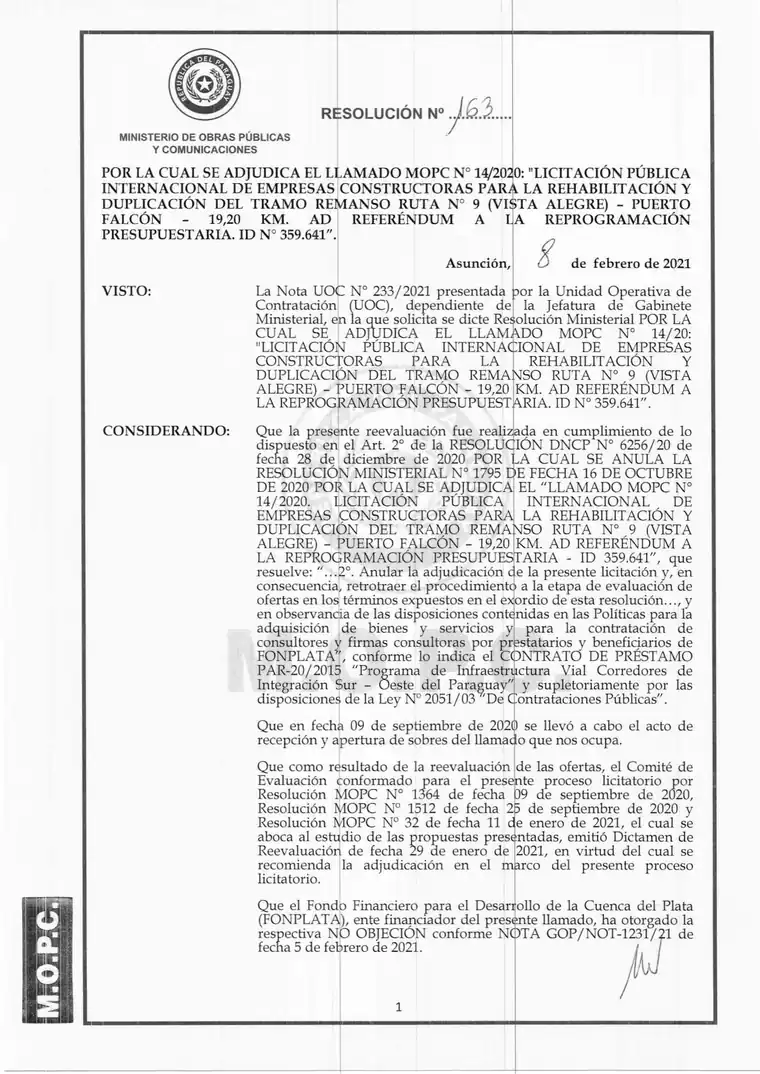 REPÚBLICA DEL PARAGUAY
RESOLUCIÓN Nº 163
MINISTERIO DE OBRAS PÚBLICAS
Y COMUNICACIONES
POR LA CUAL SE ADJUDICA EL LLAMADO MOPC N° 14/2020: "LICITACIÓN PÚBLICA
INTERNACIONAL DE EMPRESAS CONSTRUCTORAS PARA LA REHABILITACIÓN Y
DUPLICACIÓN DEL TRAMO REMANSO RUTA N° 9 (VISTA ALEGRE) – PUERTO
FALCÓN – 19,20 KM. AD REFERÉNDUM A LA REPROGRAMACIÓN
PRESUPUESTARIA. ID N° 359.641".
Asunción, 8 de febrero de 2021
VISTO: La Nota UOC N° 233/2021 presentada por la Unidad Operativa de
Contratación (UOC), dependiente de la Jefatura de Gabinete
Ministerial, en la que solicita se dicte Resolución Ministerial POR LA
CUAL SE ADJUDICA EL LLAMADO MOPC N° 14/20:
"LICITACIÓN PÚBLICA INTERNACIONAL DE EMPRESAS
CONSTRUCTORAS PARA LA REHABILITACIÓN Y
DUPLICACIÓN DEL TRAMO REMANSO RUTA N° 9 (VISTA
ALEGRE) – PUERTO FALCÓN – 19,20 KM. AD REFERÉNDUM A
LA REPROGRAMACIÓN PRESUPUESTARIA. ID N° 359.641".
CONSIDERANDO: Que la presente reevaluación fue realizada en cumplimiento de lo
dispuesto en el Art. 2° de la RESOLUCIÓN DNCP N° 6256/20 de
fecha 28 de diciembre de 2020 POR LA CUAL SE ANULA LA
RESOLUCIÓN MINISTERIAL N° 1795 DE FECHA 16 DE OCTUBRE
DE 2020 POR LA CUAL SE ADJUDICA EL "LLAMADO MOPC N°
14/2020, LICITACIÓN PÚBLICA INTERNACIONAL DE
EMPRESAS CONSTRUCTORAS PARA LA REHABILITACIÓN Y
DUPLICACIÓN DEL TRAMO REMANSO RUTA N° 9 (VISTA
ALEGRE) – PUERTO FALCÓN – 19,20 KM. AD REFERÉNDUM A
LA REPROGRAMACIÓN PRESUPUESTARIA - ID N° 359.641", que
resuelve: "…2°. Anular la adjudicación de la presente licitación y, en
consecuencia, retrotraer el procedimiento a la etapa de evaluación de
ofertas en los términos expuestos en el exordio de esta resolución…, y
en observancia de las disposiciones contenidas en las Políticas para la
adquisición de bienes y servicios y para la contratación de
consultores y firmas consultoras por prestatarios y beneficiarios de
FONPLATA", conforme lo indica el CONTRATO DE PRÉSTAMO
PAR-20/2015 "Programa de Infraestructura Vial Corredores de
Integración Sur – Oeste del Paraguay" y supletoriamente por las
disposiciones de la Ley N° 2051/03 "De Contrataciones Públicas".
Que en fecha 09 de septiembre de 2020 se llevó a cabo el acto de
recepción y apertura de sobres del llamado que nos ocupa.
Que como resultado de la reevaluación de las ofertas, el Comité de
Evaluación conformado para el presente proceso licitatorio por
Resolución MOPC N° 1364 de fecha 09 de septiembre de 2020,
Resolución MOPC N° 1512 de fecha 25 de septiembre de 2020 y
Resolución MOPC N° 32 de fecha 11 de enero de 2021, el cual se
aboca al estudio de las propuestas presentadas, emitió Dictamen de
Reevaluación de fecha 29 de enero de 2021, en virtud del cual se
recomienda la adjudicación en el marco del presente proceso
licitatorio.
Que el Fondo Financiero para el Desarrollo de la Cuenca del Plata
(FONPLATA), ente financiador del presente llamado, ha otorgado la
respectiva NO OBJECIÓN conforme NOTA GOP/NOT-1231/21 de
fecha 5 de febrero de 2021.
M.O.P.C.
M.O.P.C.
1